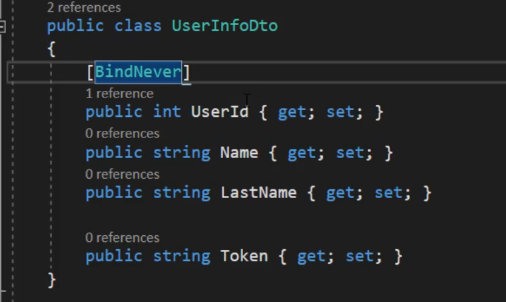 2 references
public class UserInfoDto
{
[BindNever]
1 reference
public int UserId { get; set; }
0 references
public string Name { get; set; }
0 references
public string LastName { get; set; }
0 references
public string Token { get; set; }
}